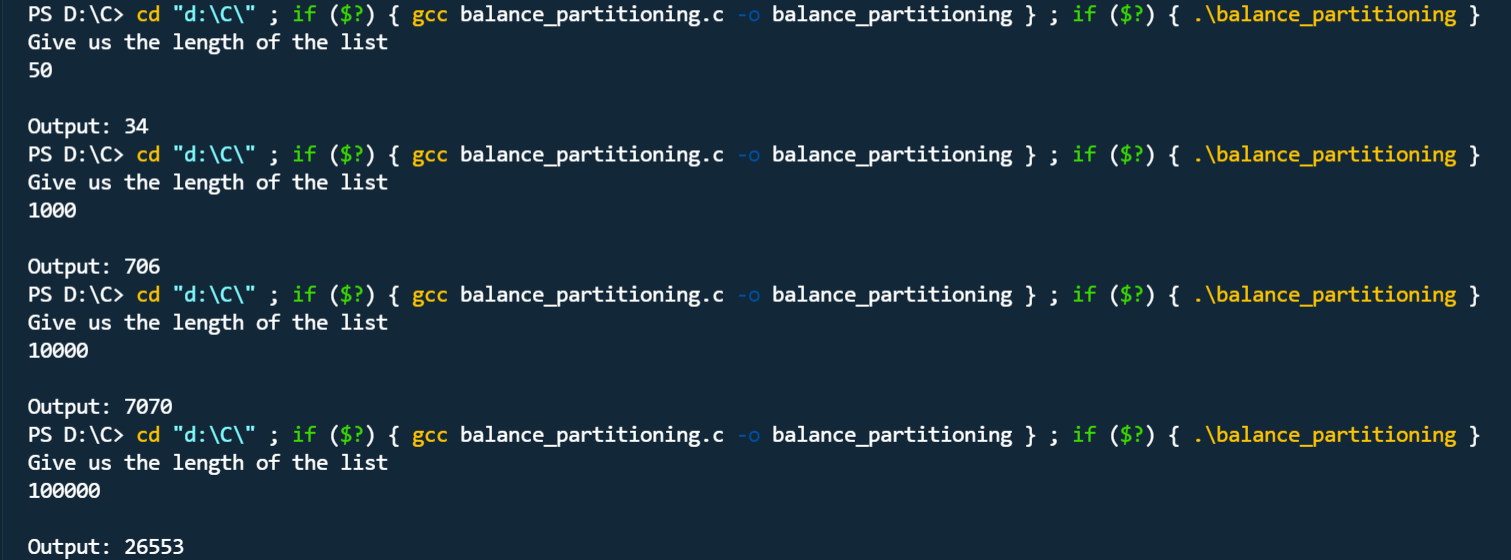 PS D:\C> cd "d:\C\" ; if ($?) { gcc balance_partitioning.c -o balance_partitioning } ; if ($?) { .\balance_partitioning }
Give us the length of the list
50
Output: 34
PS D:\C> cd "d:\C\" ; if ($?) { gcc balance_partitioning.c -o balance_partitioning } ; if ($?) { .\balance_partitioning }
Give us the length of the list
1000
Output: 706
PS D:\C> cd "d:\C\" ; if ($?) { gcc balance_partitioning.c -o balance_partitioning } ; if ($?) { .\balance_partitioning }
Give us the length of the list
10000
Output: 7070
PS D:\C> cd "d:\C\" ; if ($?) { gcc balance_partitioning.c -o balance_partitioning } ; if ($?) { .\balance_partitioning }
Give us the length of the list
100000
Output: 26553